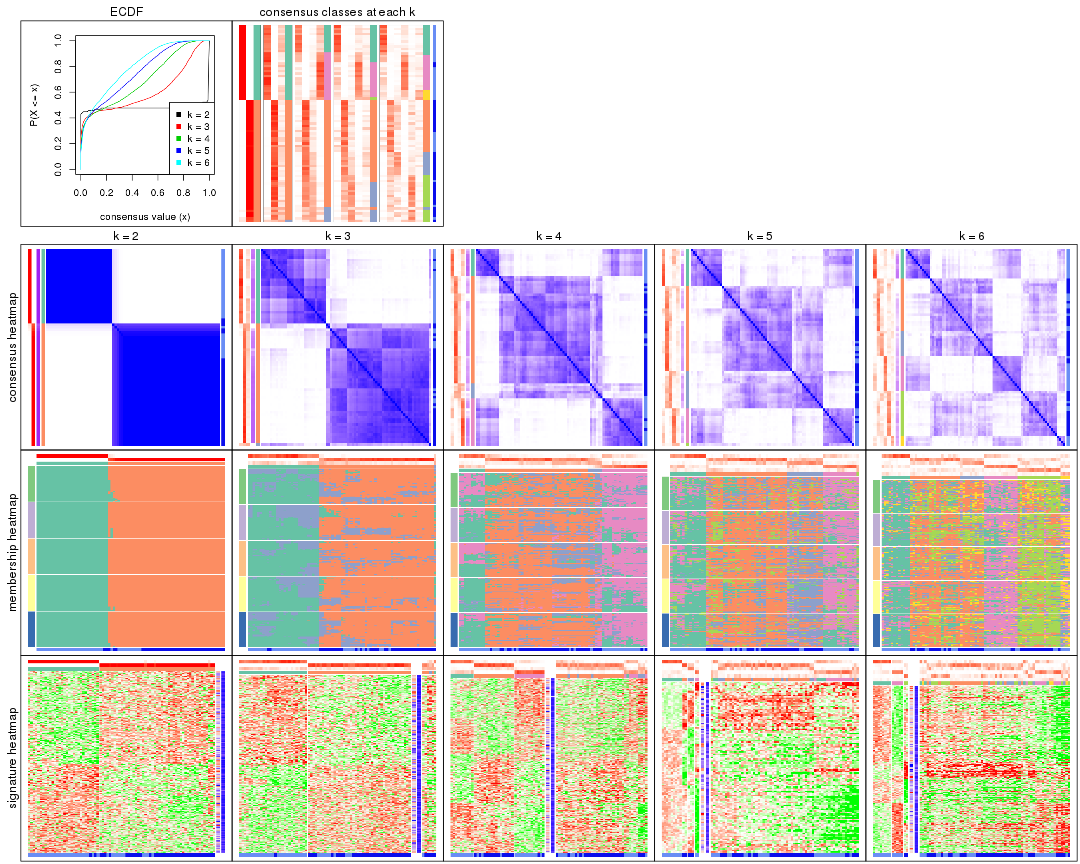 ECDF
consensus classes at each k
P(X <= x)
0.0 0.2 0.4 0.6 0.8 1.0
k = 2
k = 3
k = 4
k = 5
k = 6
0.0 0.2 0.4 0.6 0.8 1.0
consensus value (x)
k = 2
k = 3
k = 4
k = 5
k = 6
consensus heatmap
membership heatmap
signature heatmap